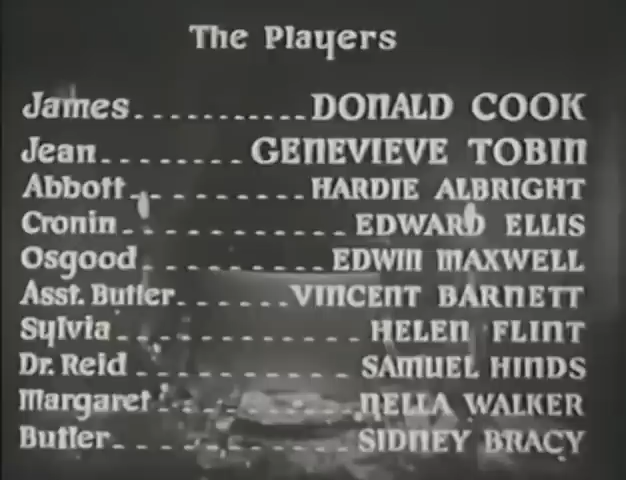 The Players
James...........DONALD COOK
Jean........GENEVIEVE TOBIN
Abbott..........HARDIE ALBRIGHT
Cronin............EDWARD ELLIS
Osgood..........EDWIN MAXWELL
Asst. Butler......VINCENT BARNETT
Sylvia.............HELEN FLINT
Dr. Reid...........SAMUEL HINDS
Margaret..........NELLA WALKER
Butler............SIDNEY BRACY